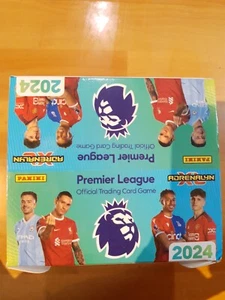 2024
ADRENALYN XL
PANINI
Premier League
Official Trading Card Game
PANINI
Premier League
Official Trading Card Game
ADRENALYN XL
2024